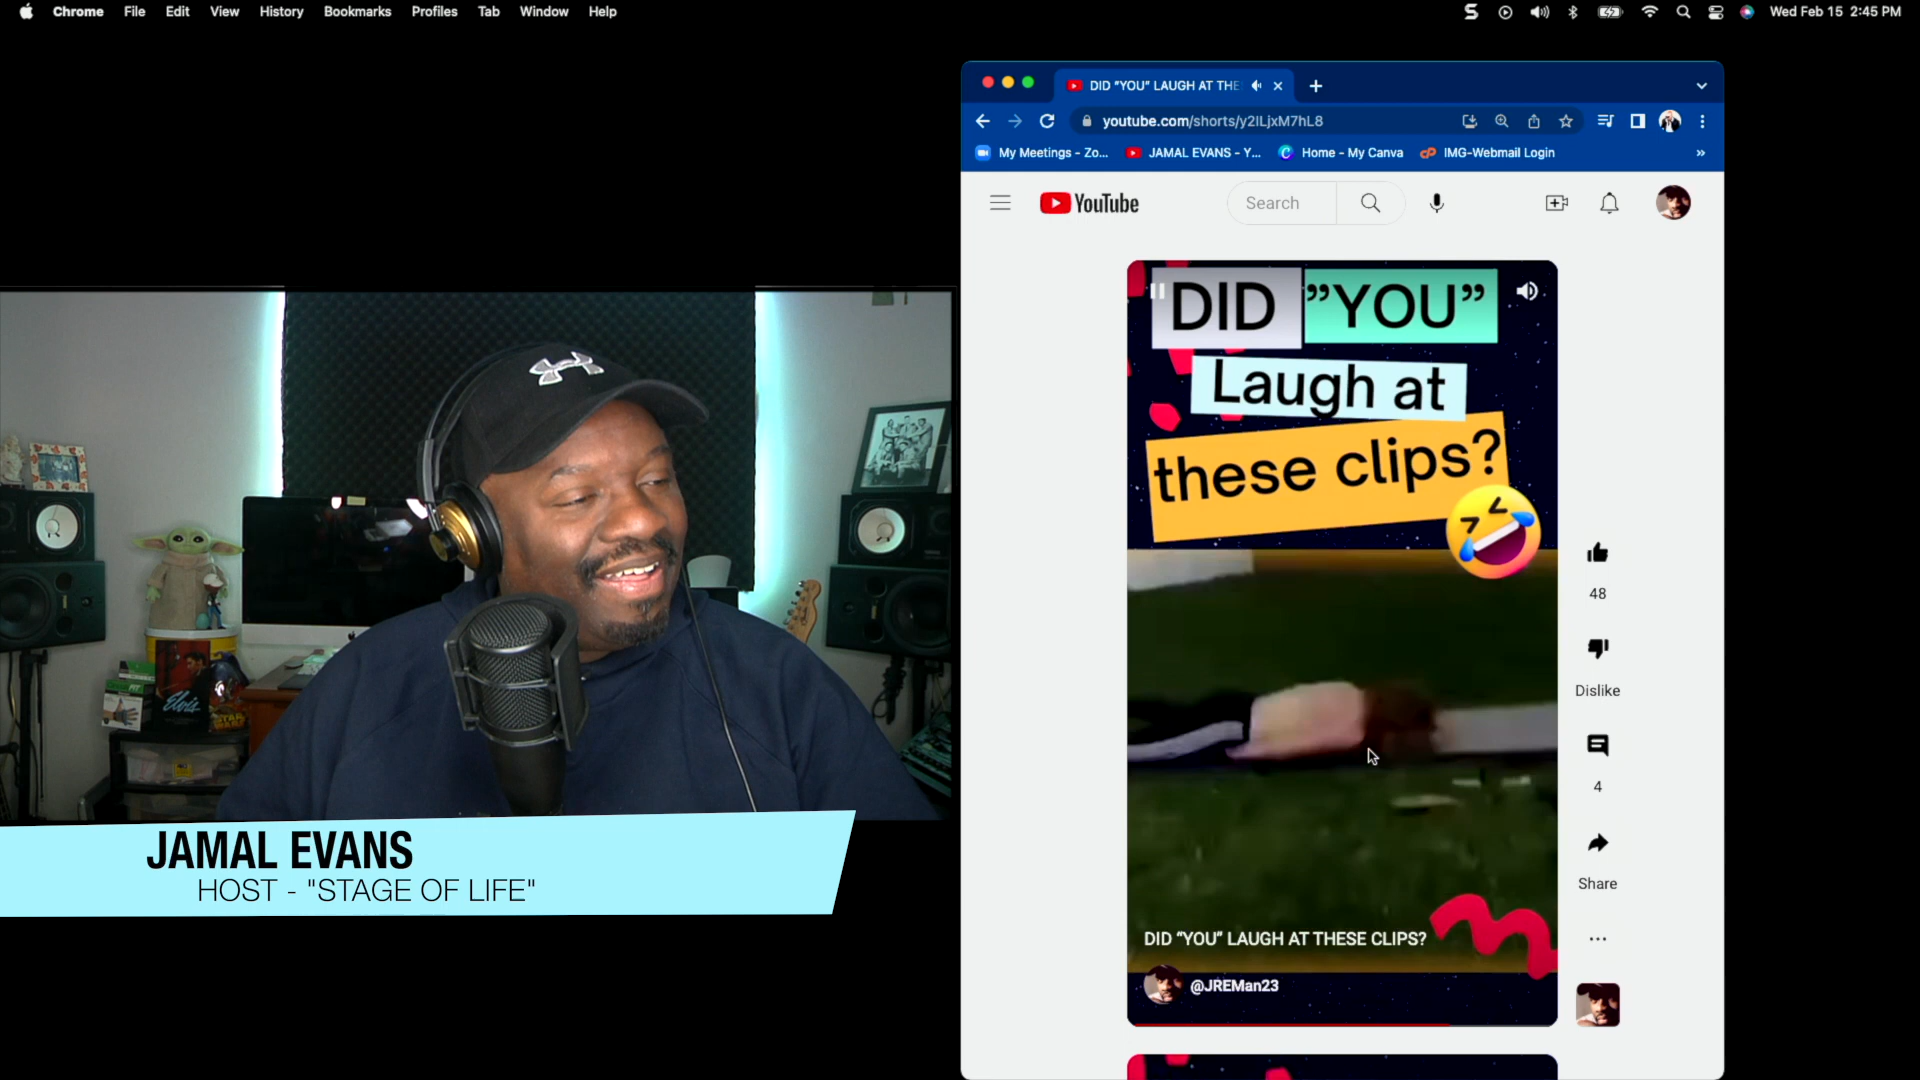 Chrome File Edit View History Bookmarks Profiles Tab Window Help
Wed Feb 15 2:45 PM
DID "YOU" LAUGH AT THE
youtube.com/shorts/y2ILjxM7hL8
My Meetings - Zo... JAMAL EVANS - Y... Home - My Canva IMG-Webmail Login
YouTube
Search
DID "YOU"
Laugh at
these clips?
48
Dislike
4
Share
DID “YOU” LAUGH AT THESE CLIPS?
@JREMan23
Elvis
STAR WARS
JAMAL EVANS
HOST - "STAGE OF LIFE"